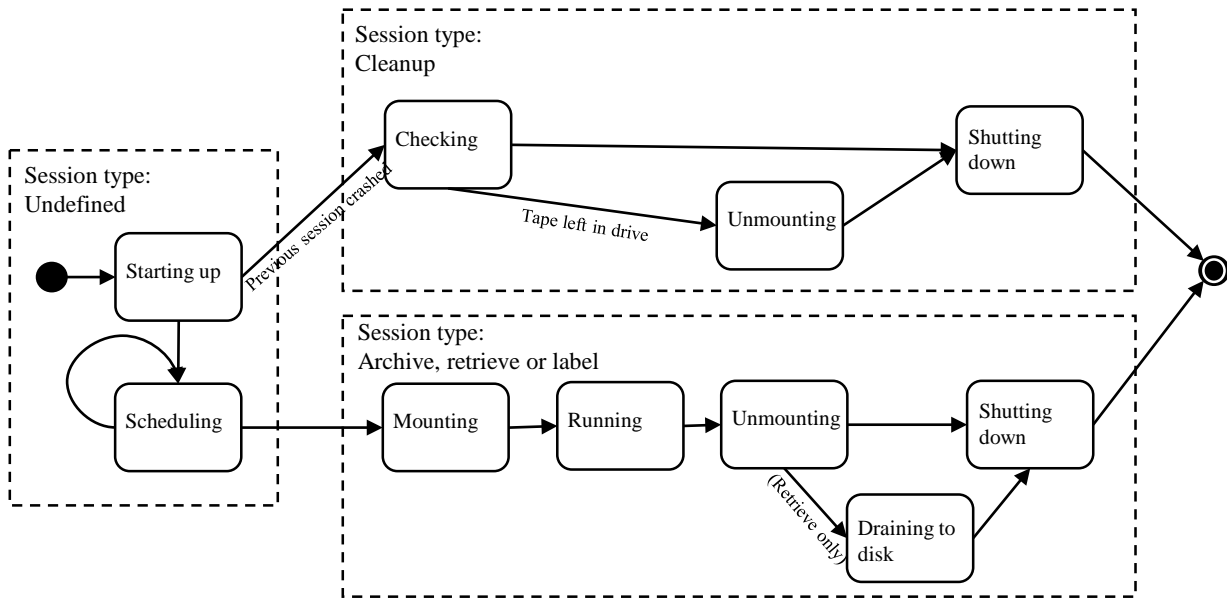 Session type:
Cleanup
Checking
Shutting
down
Session type:
Undefined
Previous session crashed
Tape left in drive
Unmounting
Starting up
Session type:
Archive, retrieve or label
Scheduling
Mounting
Running
Unmounting
Shutting
down
(Retrieve only)
Draining to
disk